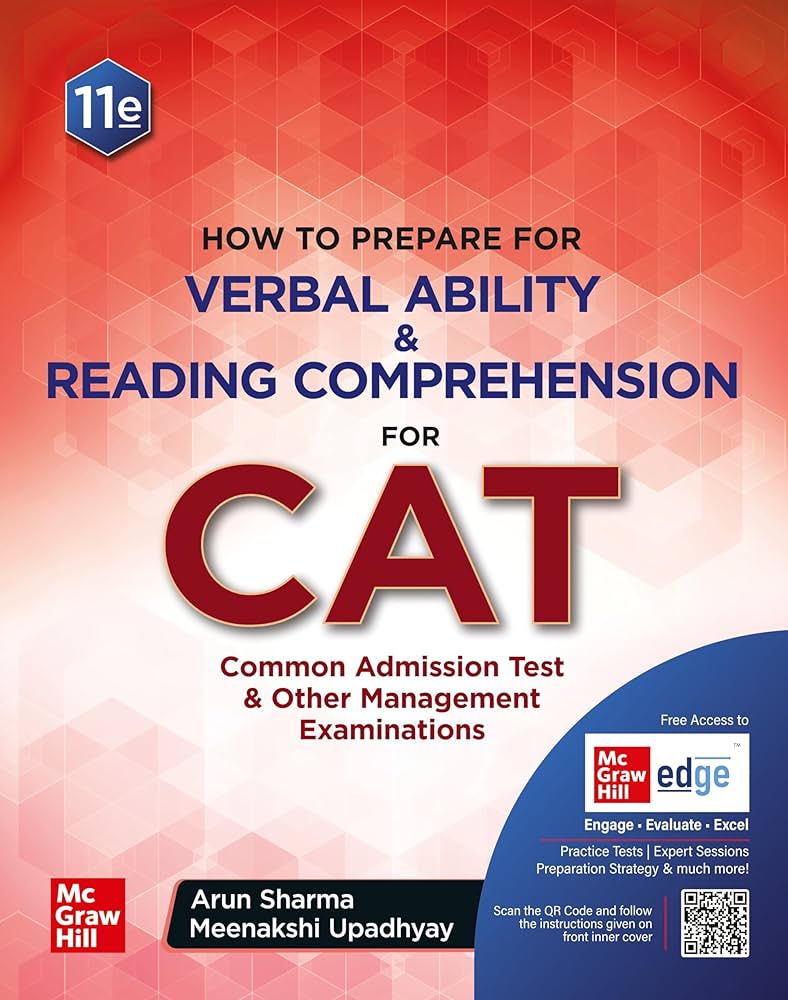 11e
HOW TO PREPARE FOR
VERBAL ABILITY
&
READING COMPREHENSION
FOR
CAT
Common Admission Test
& Other Management
Examinations
Free Access to
Mc
Graw
Hill
edge™
Engage • Evaluate • Excel
Practice Tests | Expert Sessions
Preparation Strategy & much more!
Scan the QR Code and follow
the instructions given on
front inner cover
Mc
Graw
Hill
Arun Sharma
Meenakshi Upadhyay